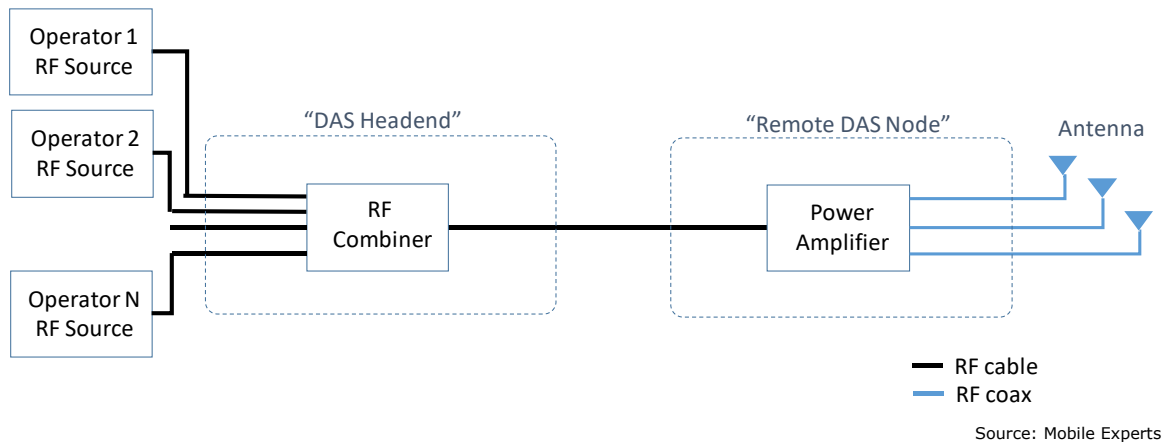 Operator 1
RF Source
Operator 2
RF Source
Operator N
RF Source
“DAS Headend”
RF
Combiner
“Remote DAS Node”
Power
Amplifier
Antenna
RF cable
RF coax
Source: Mobile Experts